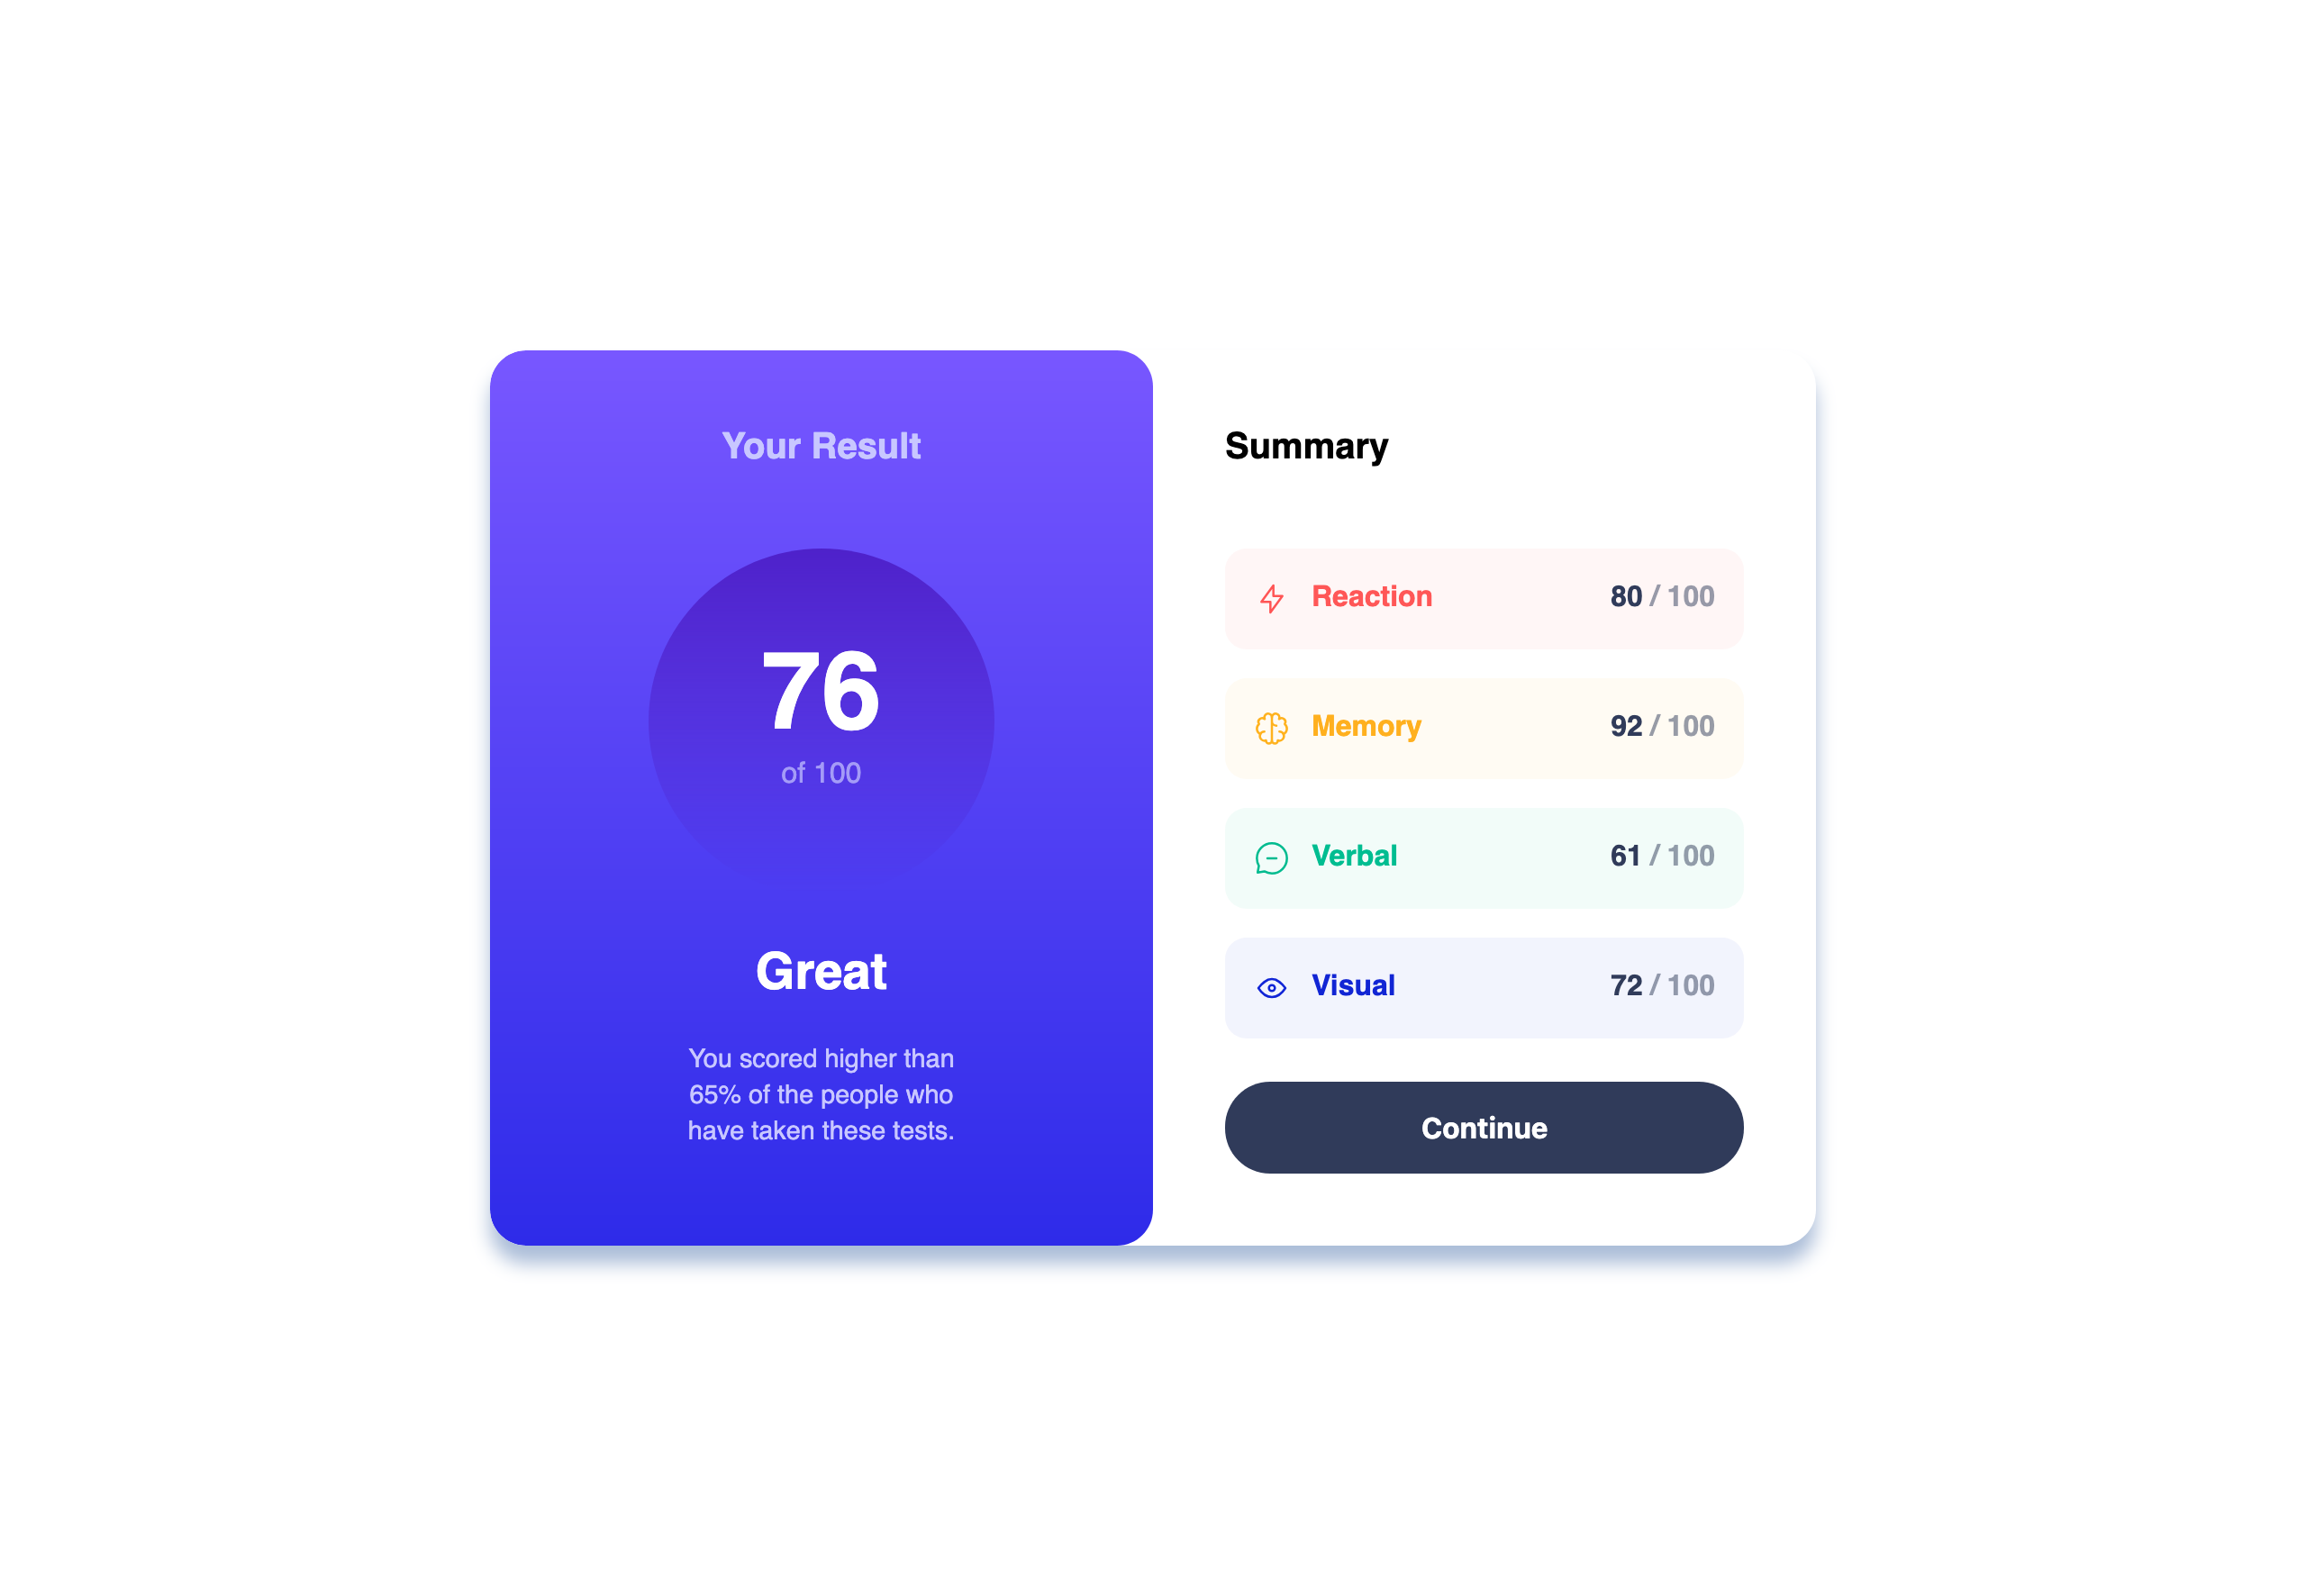 Your Result
76
of 100
Great
You scored higher than
65% of the people who
have taken these tests.
Summary
Reaction 80 / 100
Memory 92 / 100
Verbal 61 / 100
Visual 72 / 100
Continue